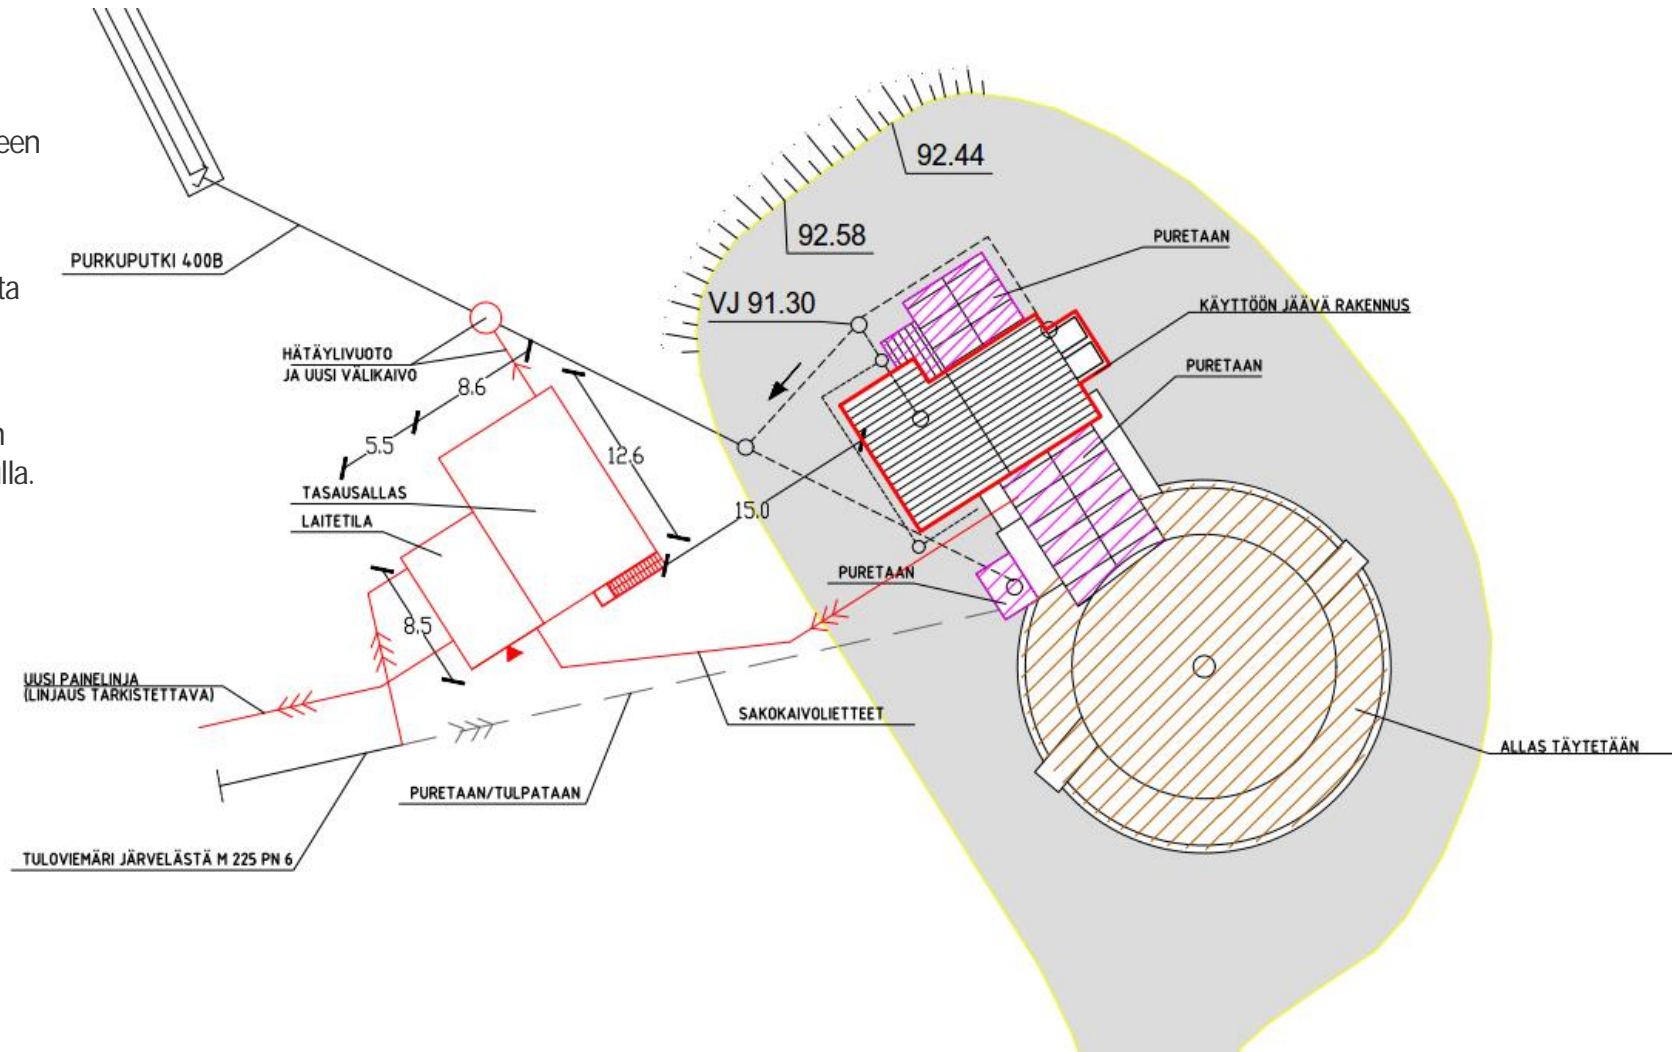 een
ta
n
lla.
92.44
92.58
VJ 91.30
PURETAAN
KÄYTTÖÖN JÄÄVÄ RAKENNUS
PURETAAN
PURKUPUTKI 400B
HÄTÄYLIVUOTO
JA UUSI VÄLIKAIVO
8.6
5.5
12.6
15.0
TASAUSALLAS
LAITETILA
PURETAAN
8.5
UUSI PAINELINJA
(LINJAUS TARKISTETTAVA)
SAKOKAIVOLIETTEET
ALLAS TÄYTETÄÄN
PURETAAN/TULPATAAN
TULOVIEMÄRI JÄRVELÄSTÄ M 225 PN 6